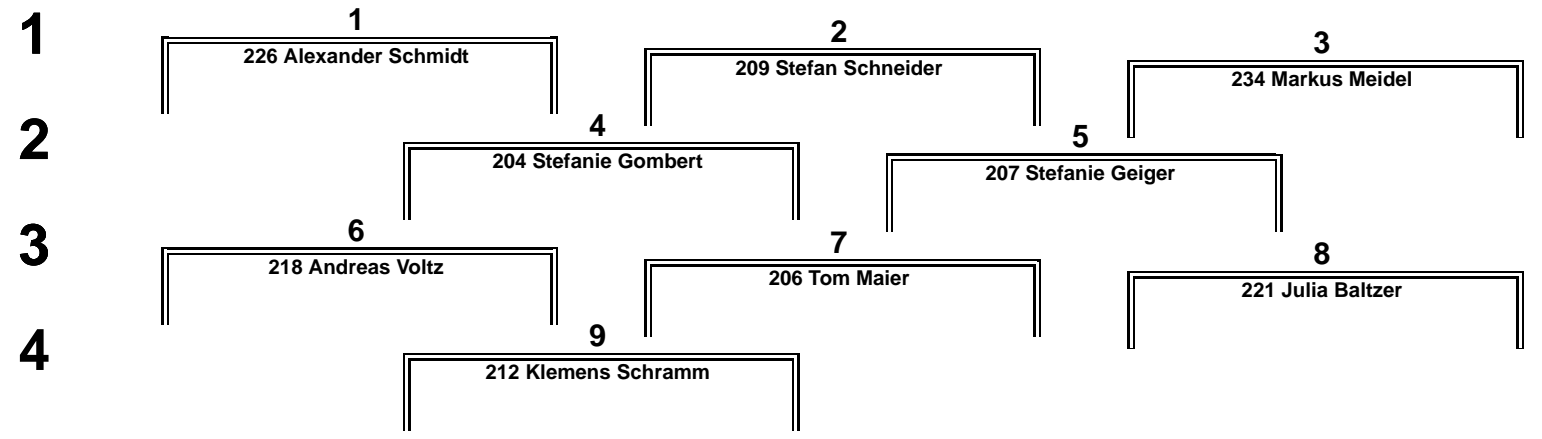 1
1
226 Alexander Schmidt
2
209 Stefan Schneider
3
234 Markus Meidel
2
4
204 Stefanie Gombert
5
207 Stefanie Geiger
3
6
218 Andreas Voltz
7
206 Tom Maier
8
221 Julia Baltzer
4
9
212 Klemens Schramm